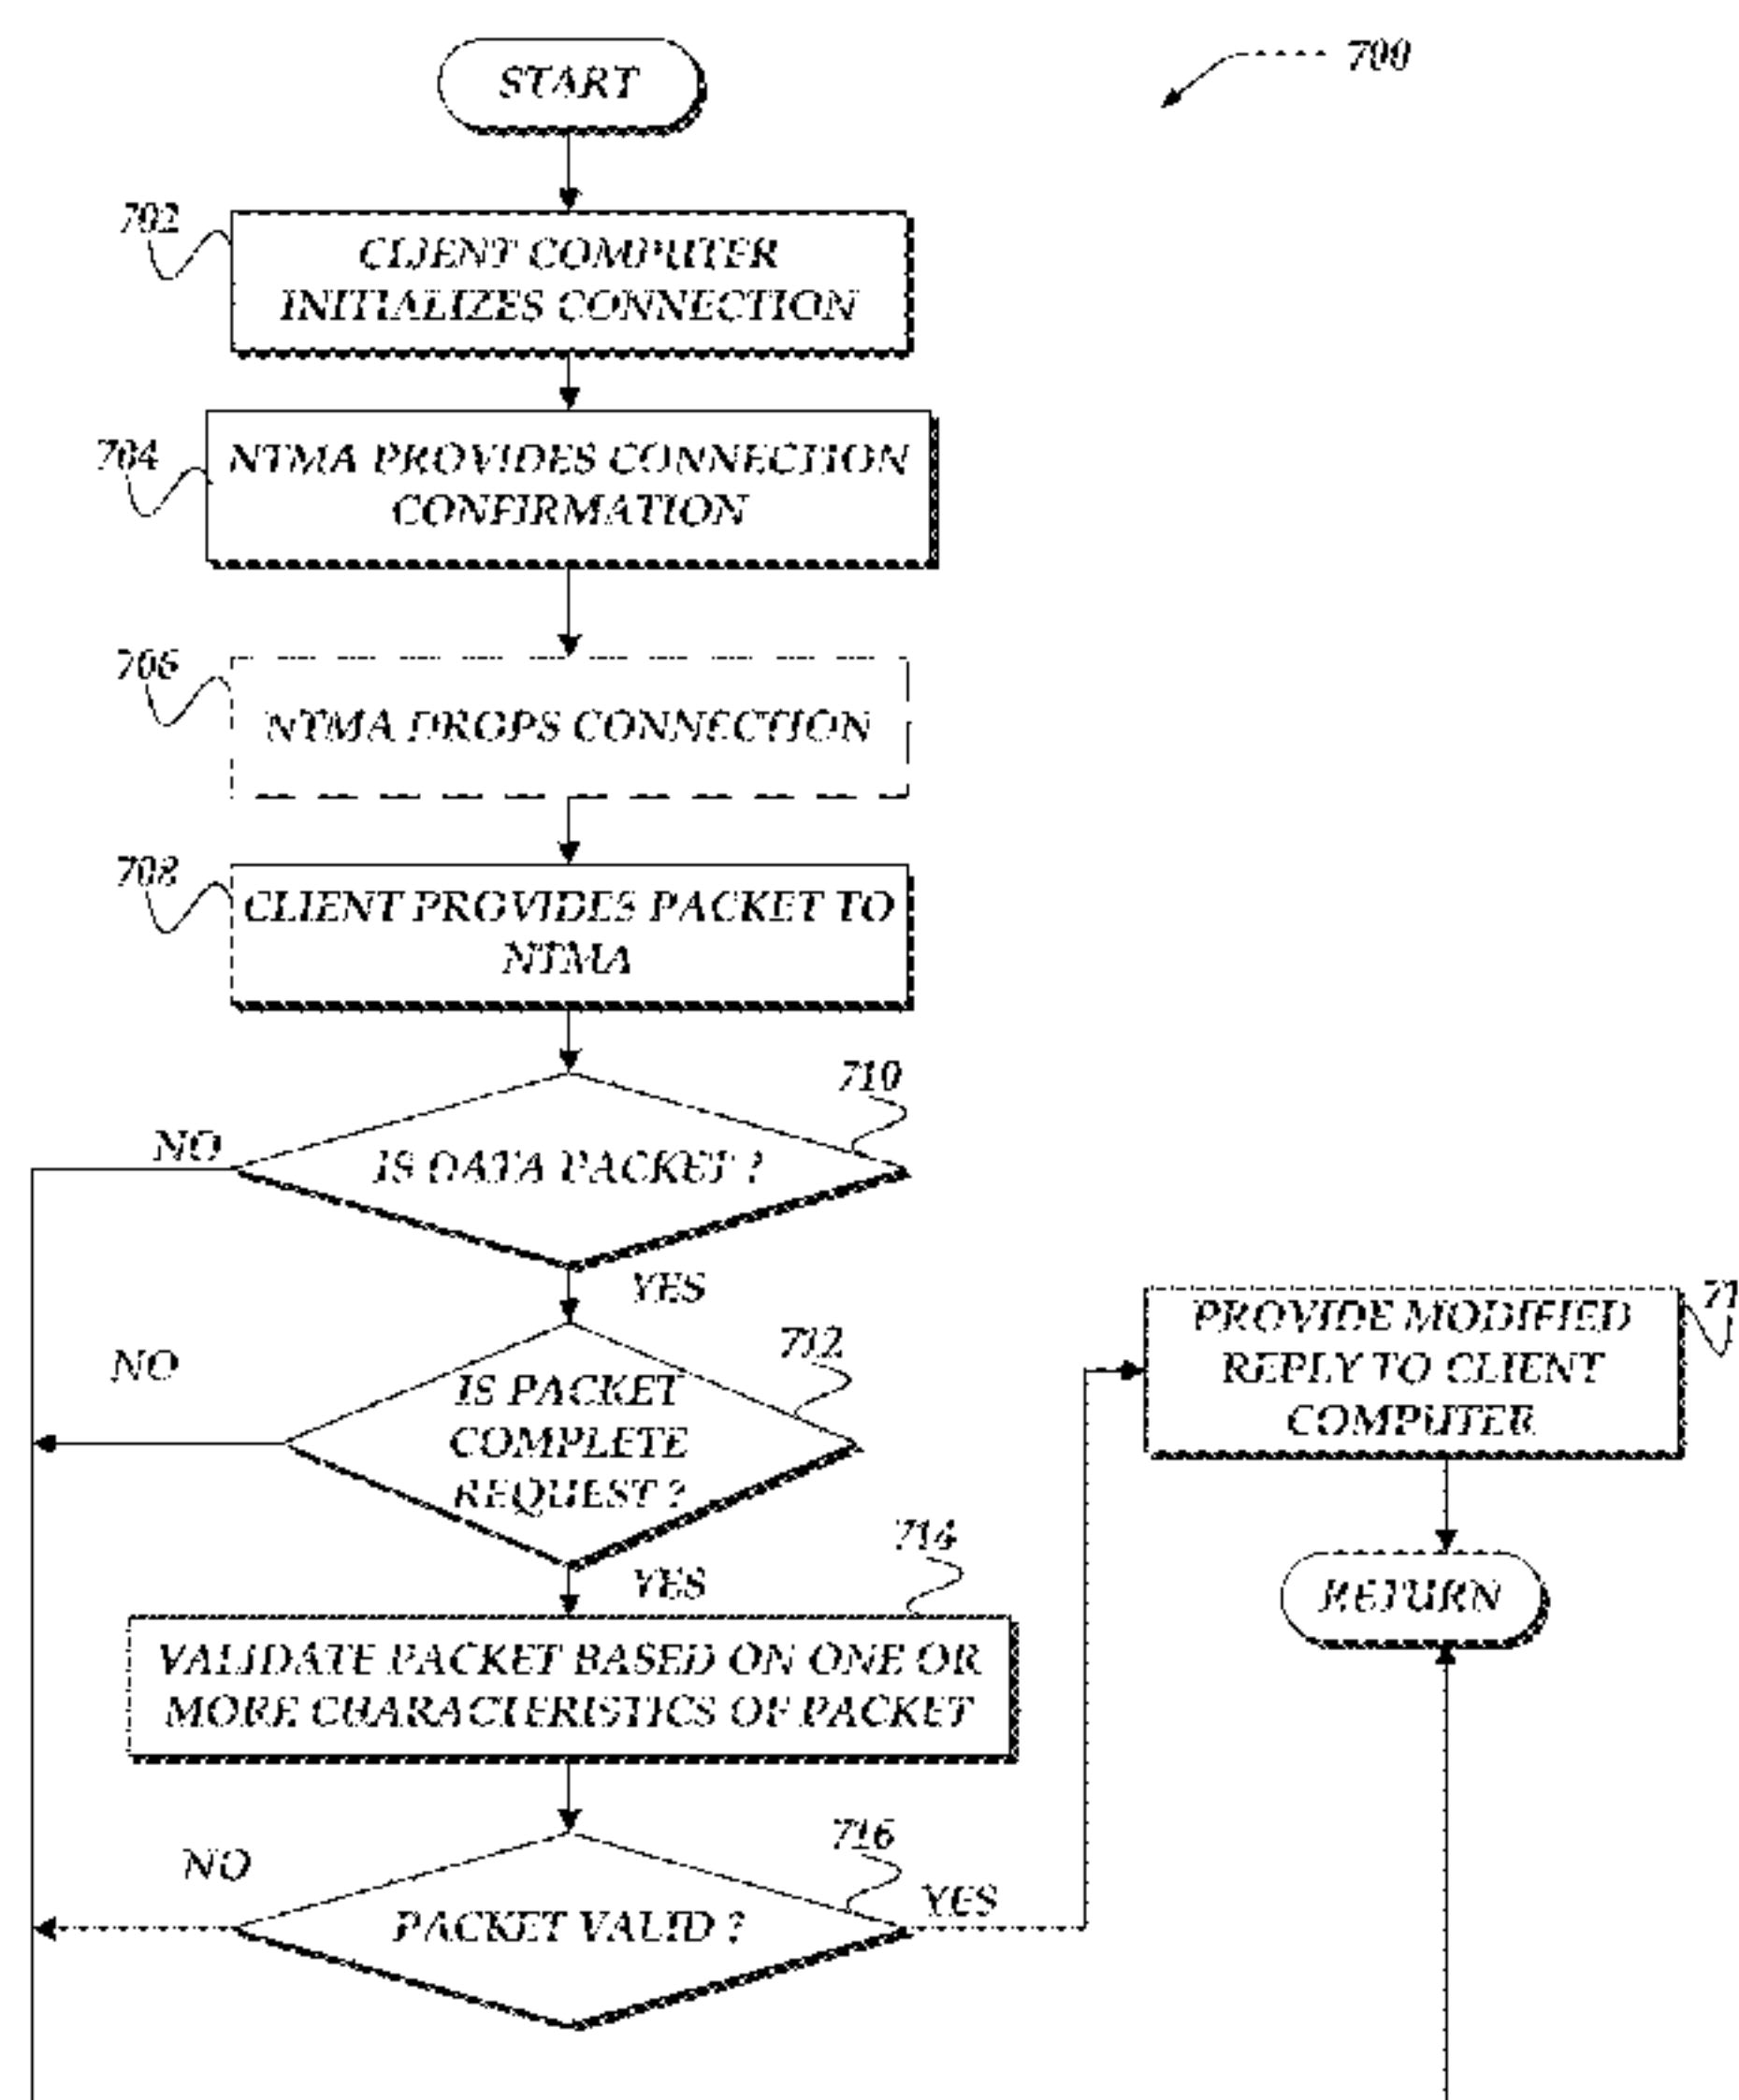 START
700
702
CLIENT COMPUTER
INITIALIZES CONNECTION
704
NTMA PROVIDES CONNECTION
CONFIRMATION
706
NTMA DROPS CONNECTION
708
CLIENT PROVIDES PACKET TO
NTMA
710
NO
IS DATA PACKET ?
YES
712
NO
IS PACKET
COMPLETE
REQUEST ?
YES
714
VALIDATE PACKET BASED ON ONE OR
MORE CHARACTERISTICS OF PACKET
716
NO
PACKET VALID ?
YES
71
PROVIDE MODIFIED
REPLY TO CLIENT
COMPUTER
RETURN